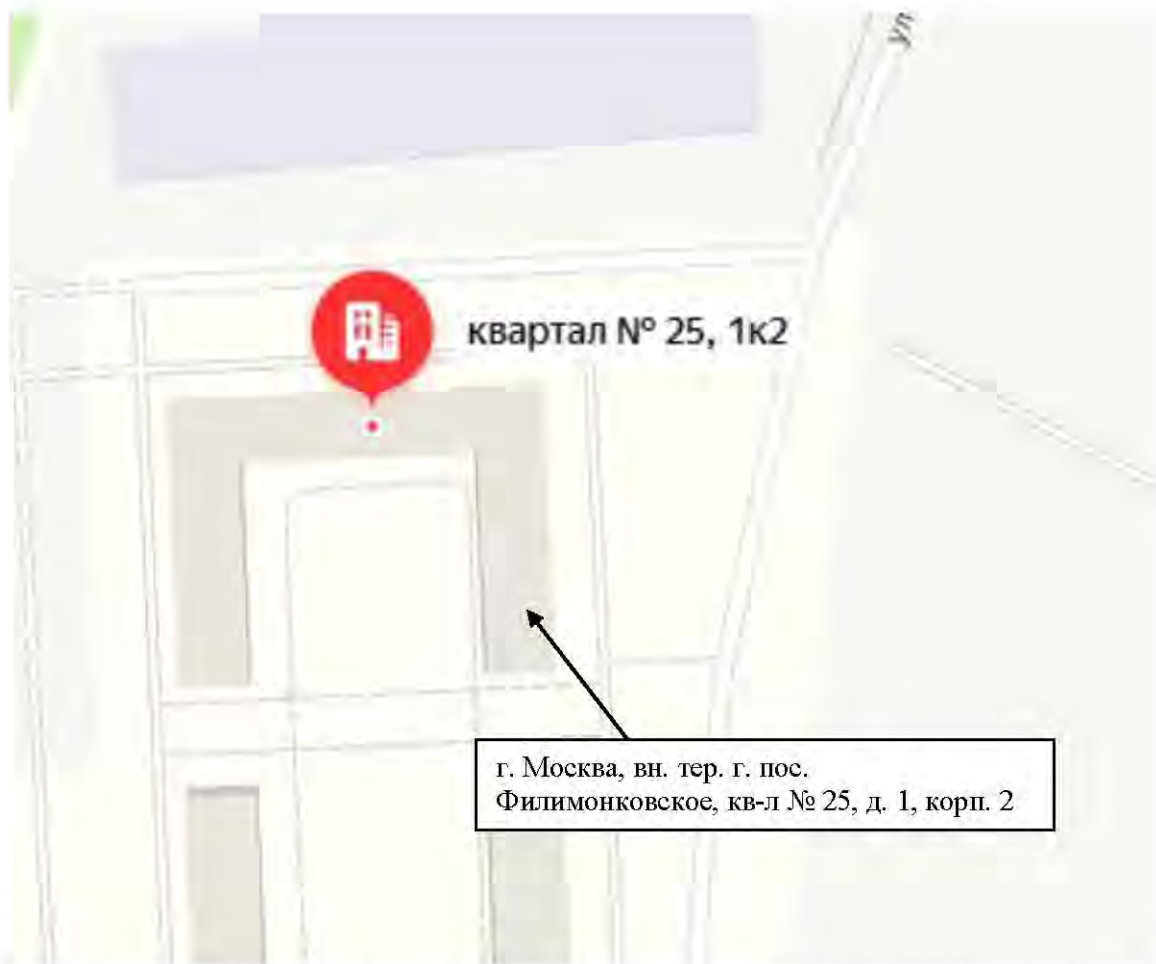 ул
квартал № 25, 1к2
г. Москва, вн. тер. г. пос.
Филимонковское, кв-л № 25, д. 1, корп. 2